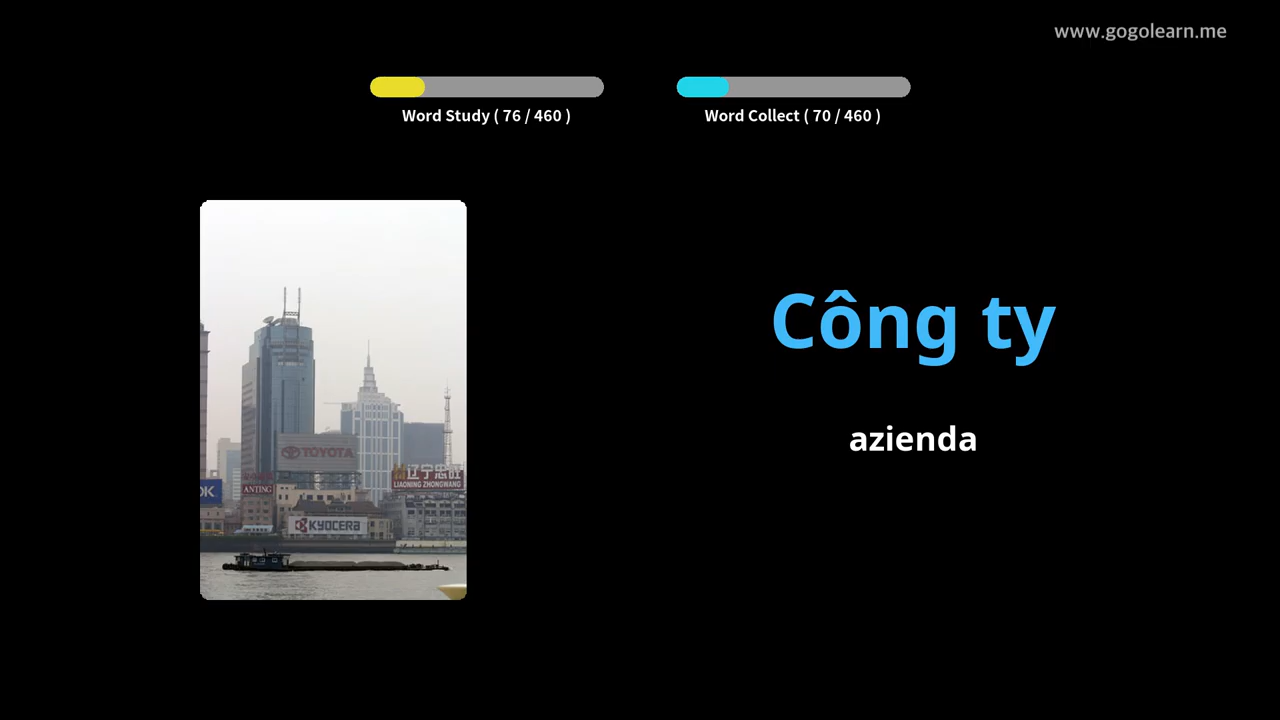 www.gogolearn.me
Word Study ( 76 / 460 )
Word Collect ( 70 / 460 )
Công ty
azienda
TOYOTA
辽宁忠旺
LIAONING ZHONGWANG
OK
ANTING
KYOCERA